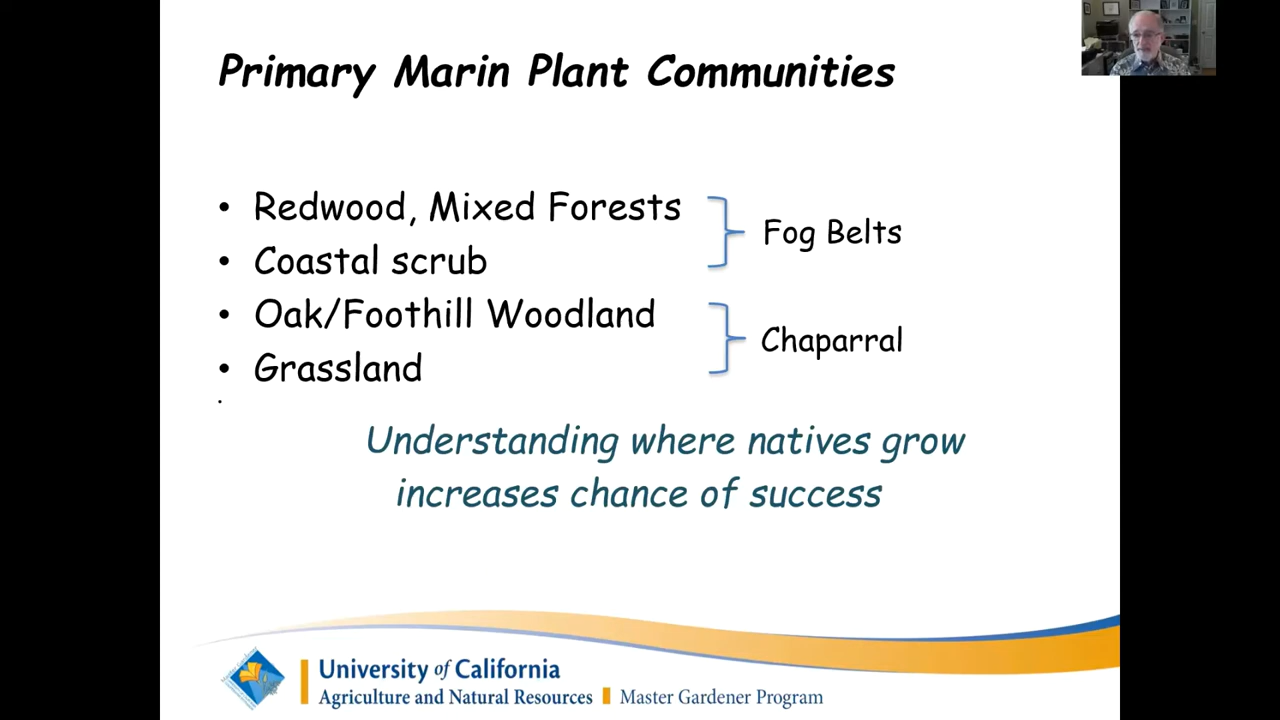 Primary Marin Plant Communities
• Redwood, Mixed Forests
• Coastal scrub
Fog Belts
• Oak/Foothill Woodland
• Grassland
Chaparral
•
Understanding where natives grow
increases chance of success
University of California
Agriculture and Natural Resources
Master Gardener Program